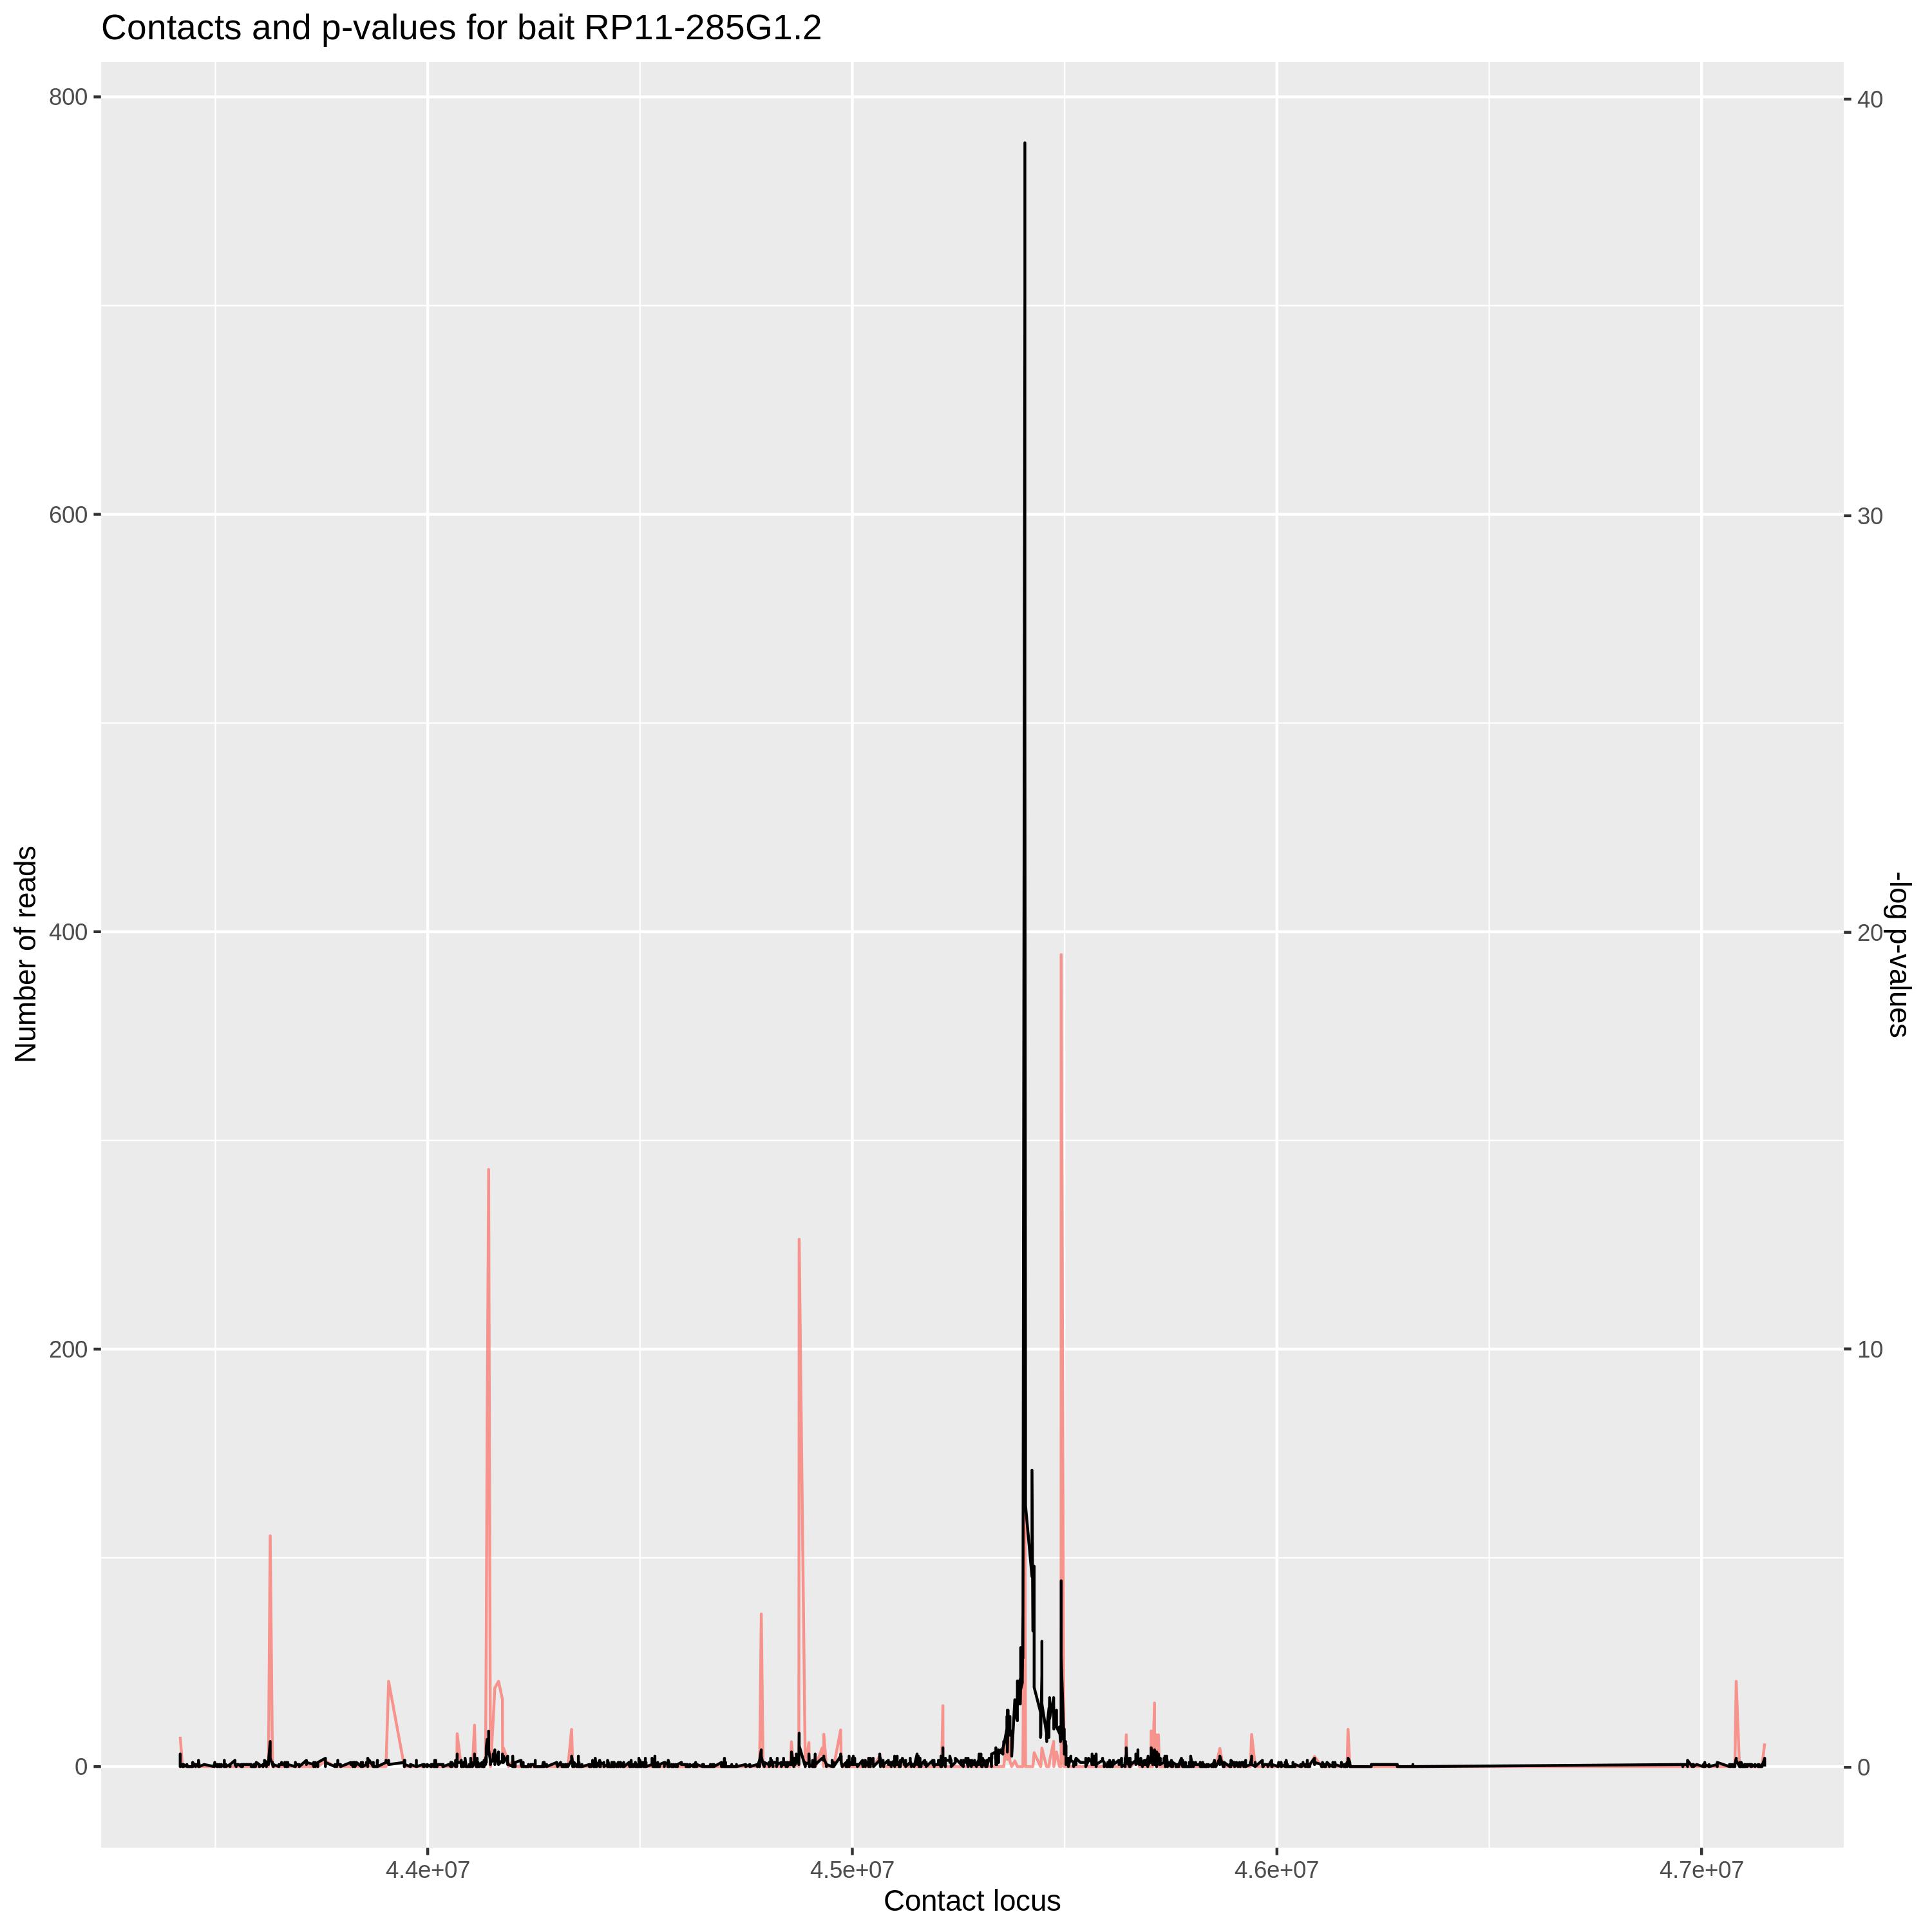 Contacts and p-values for bait RP11-285G1.2
800
600
400
200
0
Number of reads
40
30
20
10
0
-log p-values
4.4e+07
4.5e+07
4.6e+07
4.7e+07
Contact locus